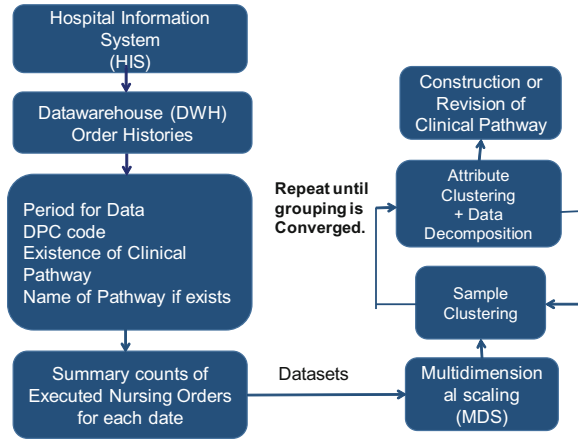 Hospital Information
System
(HIS)
Datawarehouse (DWH)
Order Histories
Period for Data
DPC code
Existence of Clinical
Pathway
Name of Pathway if exists
Summary counts of
Executed Nursing Orders
for each date
Datasets
Multidimension
al scaling
(MDS)
Sample
Clustering
Repeat until
grouping is
Converged.
Attribute
Clustering
+ Data
Decomposition
Construction or
Revision of
Clinical Pathway